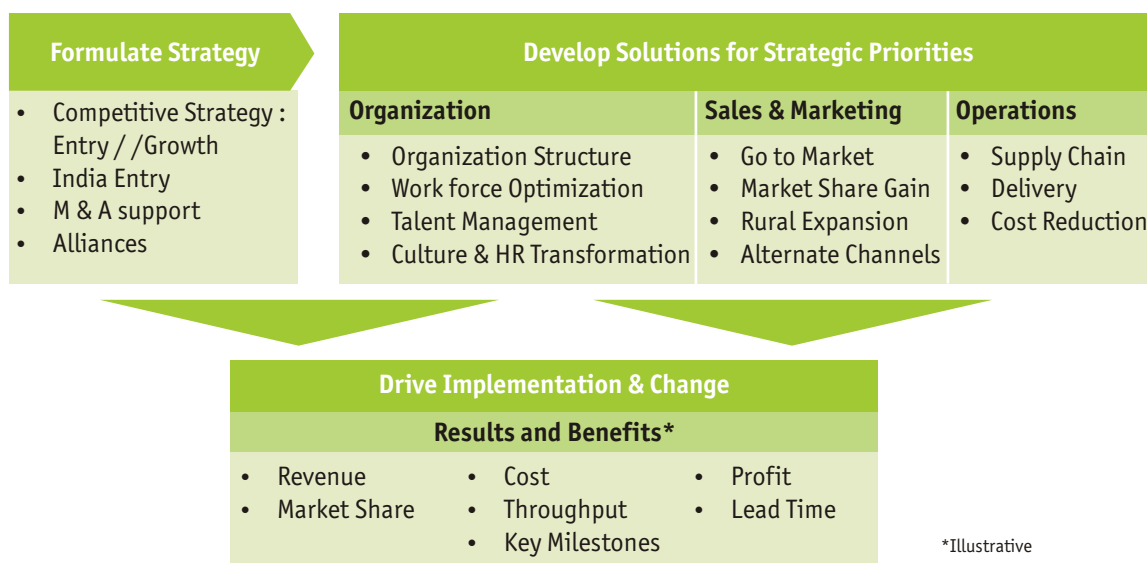 Formulate Strategy
• Competitive Strategy :
Entry / /Growth
• India Entry
• M & A support
• Alliances
Develop Solutions for Strategic Priorities
Organization
• Organization Structure
• Work force Optimization
• Talent Management
• Culture & HR Transformation
Sales & Marketing
• Go to Market
• Market Share Gain
• Rural Expansion
• Alternate Channels
Operations
• Supply Chain
• Delivery
• Cost Reduction
Drive Implementation & Change
Results and Benefits*
• Revenue
• Market Share
• Cost
• Throughput
• Key Milestones
• Profit
• Lead Time
*Illustrative